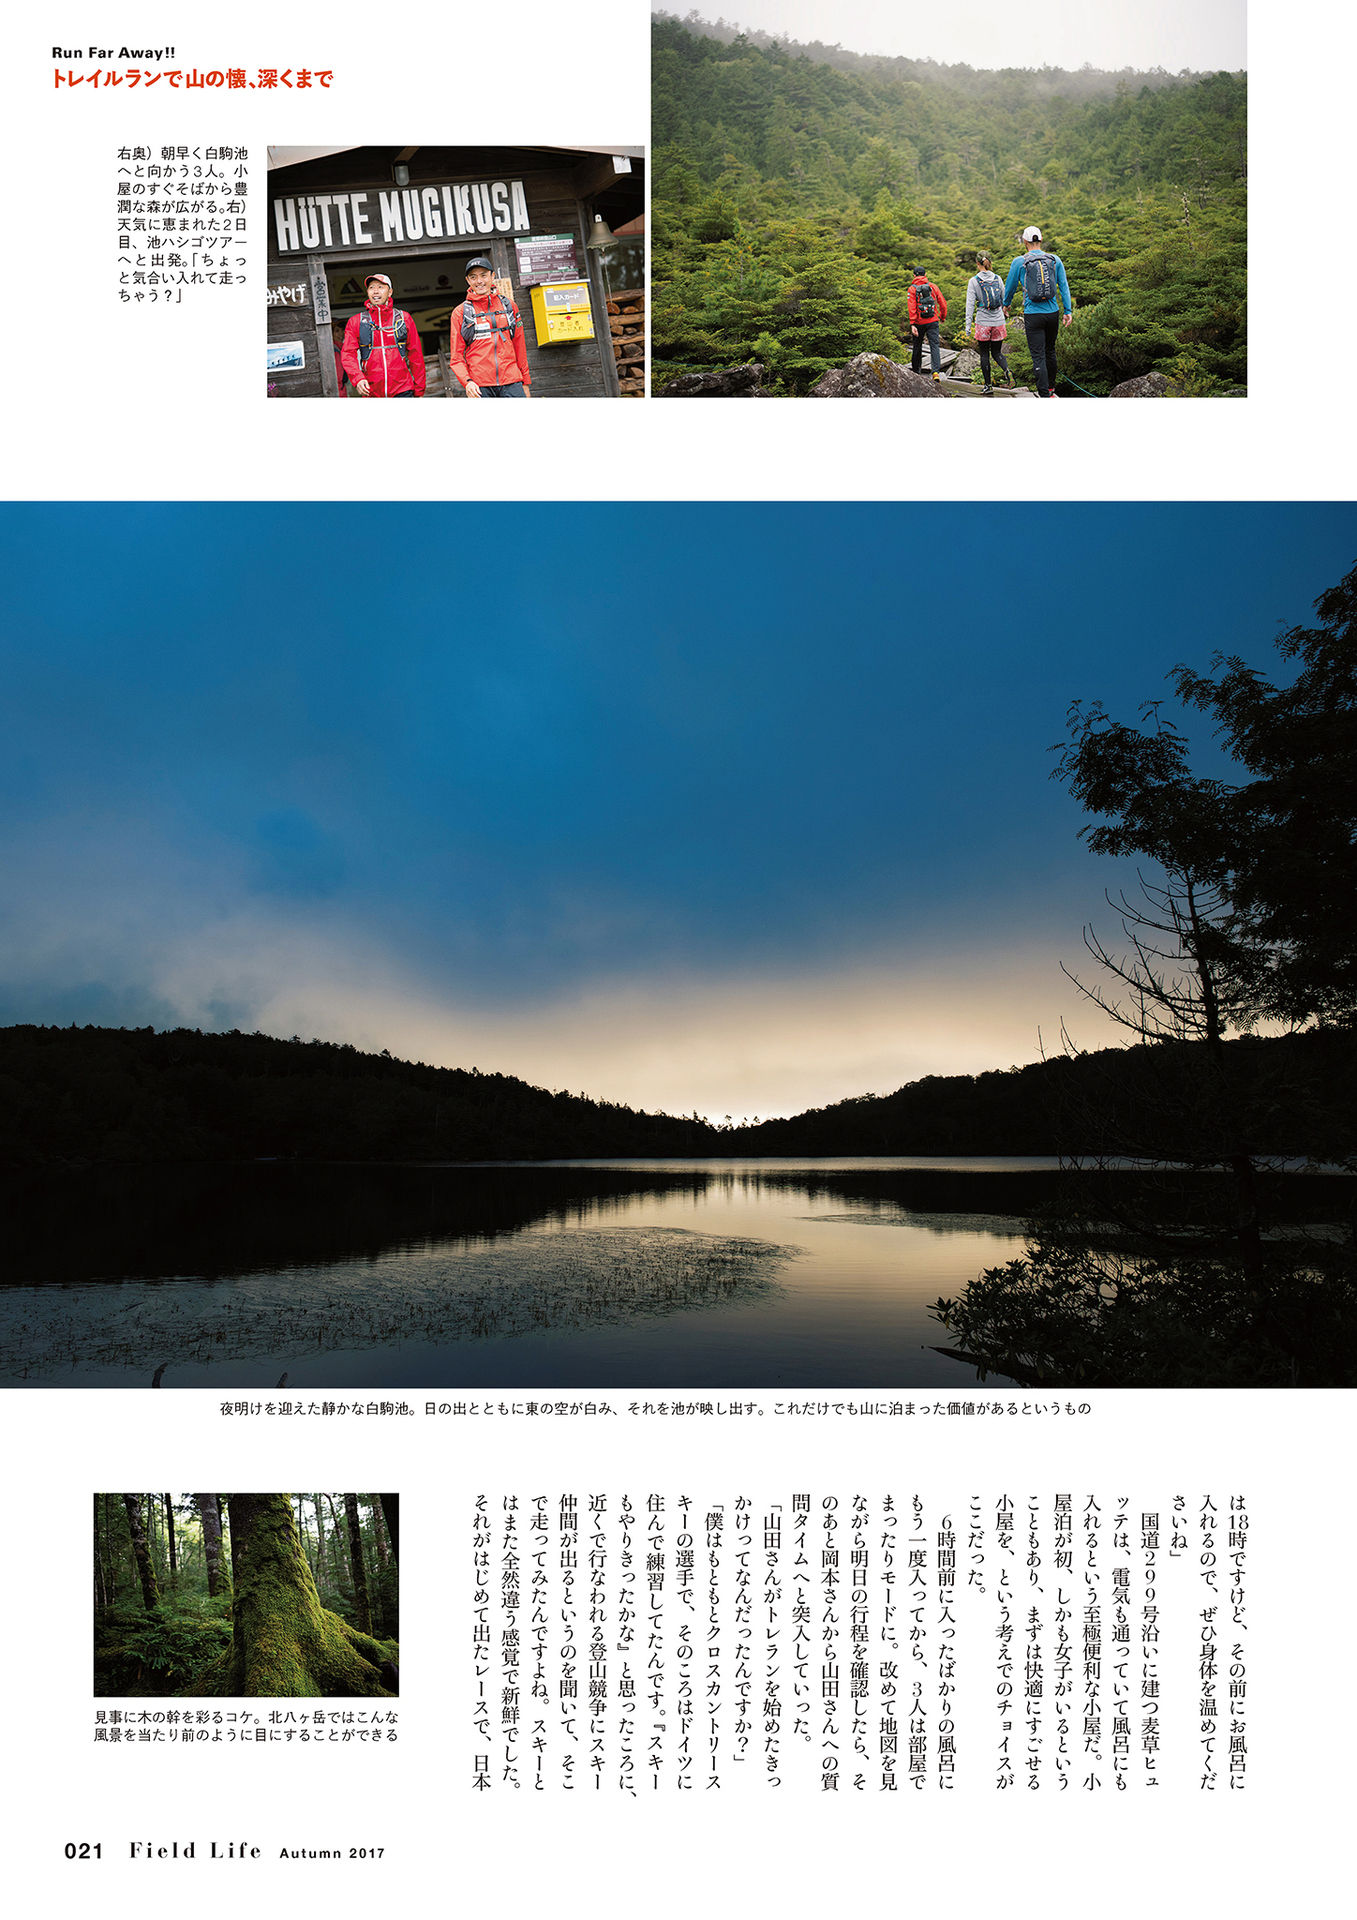 Run Far Away!!
トレイルランで山の懐、深くまで
右奥）朝早く白駒池
へと向かう3人。小
屋のすぐそばから豊
潤な森が広がる。右）
天気に恵まれた2日
目、池ハシゴツアー
へと出発。「ちょっ
と気合い入れて走っ
ちゃう？」
HÜTTE MUGIKUSA
みやげ
営業中
記入カード
夜明けを迎えた静かな白駒池。日の出とともに東の空が白み、それを池が映し出す。これだけでも山に泊まった価値があるというもの
は18時ですけど、その前にお風呂に
入れるので、ぜひ身体を温めてくだ
さいね」
国道299号沿いに建つ麦草ヒュ
ッテは、電気も通っていて風呂にも
入れるという至極便利な小屋だ。小
屋泊が初、しかも女子がいるという
こともあり、まずは快適にすごせる
小屋を、という考えでのチョイスが
ここだった。
6時間前に入ったばかりの風呂に
もう一度入ってから、3人は部屋で
まったりモードに。改めて地図を見
ながら明日の行程を確認したら、そ
のあと岡本さんから山田さんへの質
問タイムへと突入していった。
「山田さんがトレランを始めたきっ
かけってなんだったんですか？」
「僕はもともとクロスカントリース
キーの選手で、そのころはドイツに
住んで練習してたんです。『スキー
もやりきったかな』と思ったころに、
近くで行なわれる登山競争にスキー
仲間が出るというのを聞いて、そこ
で走ってみたんですよね。スキーと
はまた全然違う感覚で新鮮でした。
それがはじめて出たレースで、日本
見事に木の幹を彩るコケ。北八ヶ岳ではこんな
風景を当たり前のように目にすることができる
021 Field Life Autumn 2017